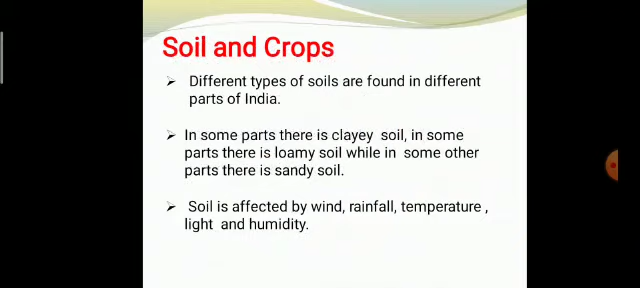 Soil and Crops
➢ Different types of soils are found in different
parts of India.
➢ In some parts there is clayey soil, in some
parts there is loamy soil while in some other
parts there is sandy soil.
➢ Soil is affected by wind, rainfall, temperature ,
light and humidity.